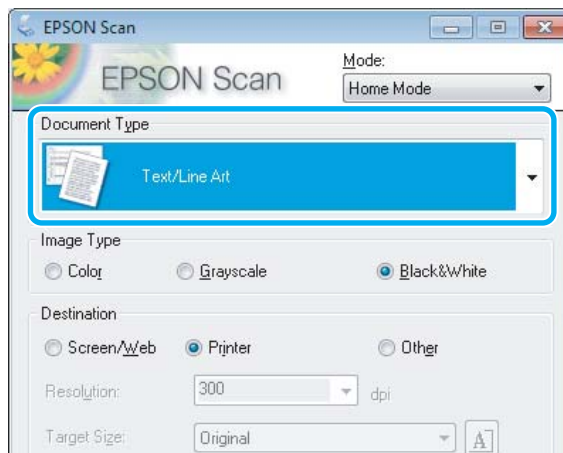 EPSON Scan
EPSON Scan
Mode:
Home Mode
Document Type
Text/Line Art
Image Type
Color
Grayscale
Black&White
Destination
Screen/Web
Printer
Other
Resolution:
300
dpi
Target Size:
Original
A